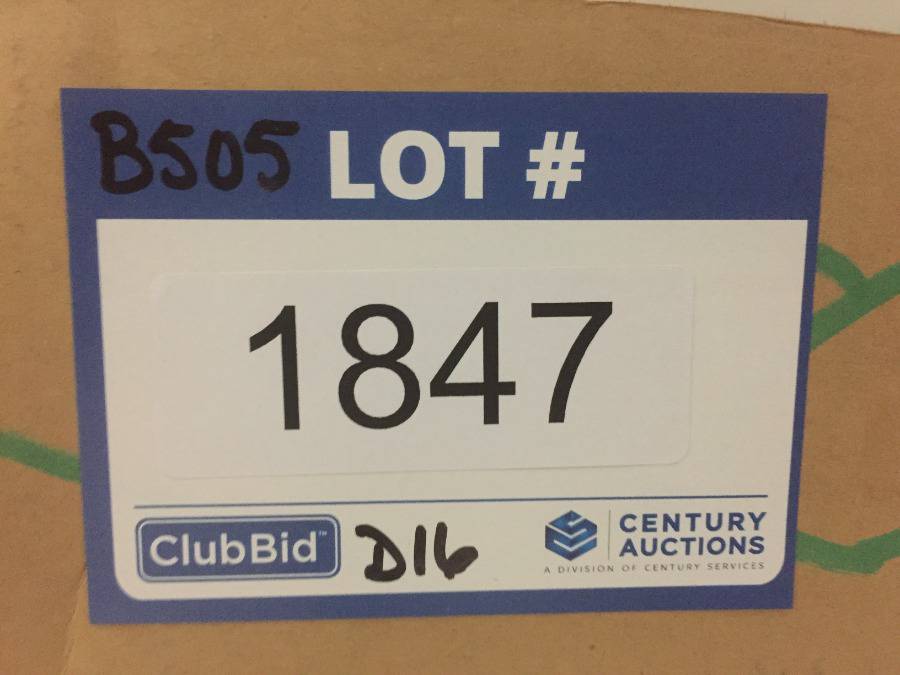 B505 LOT #
1847
ClubBid™ D16 CENTURY AUCTIONS
A DIVISION OF CENTURY SERVICES